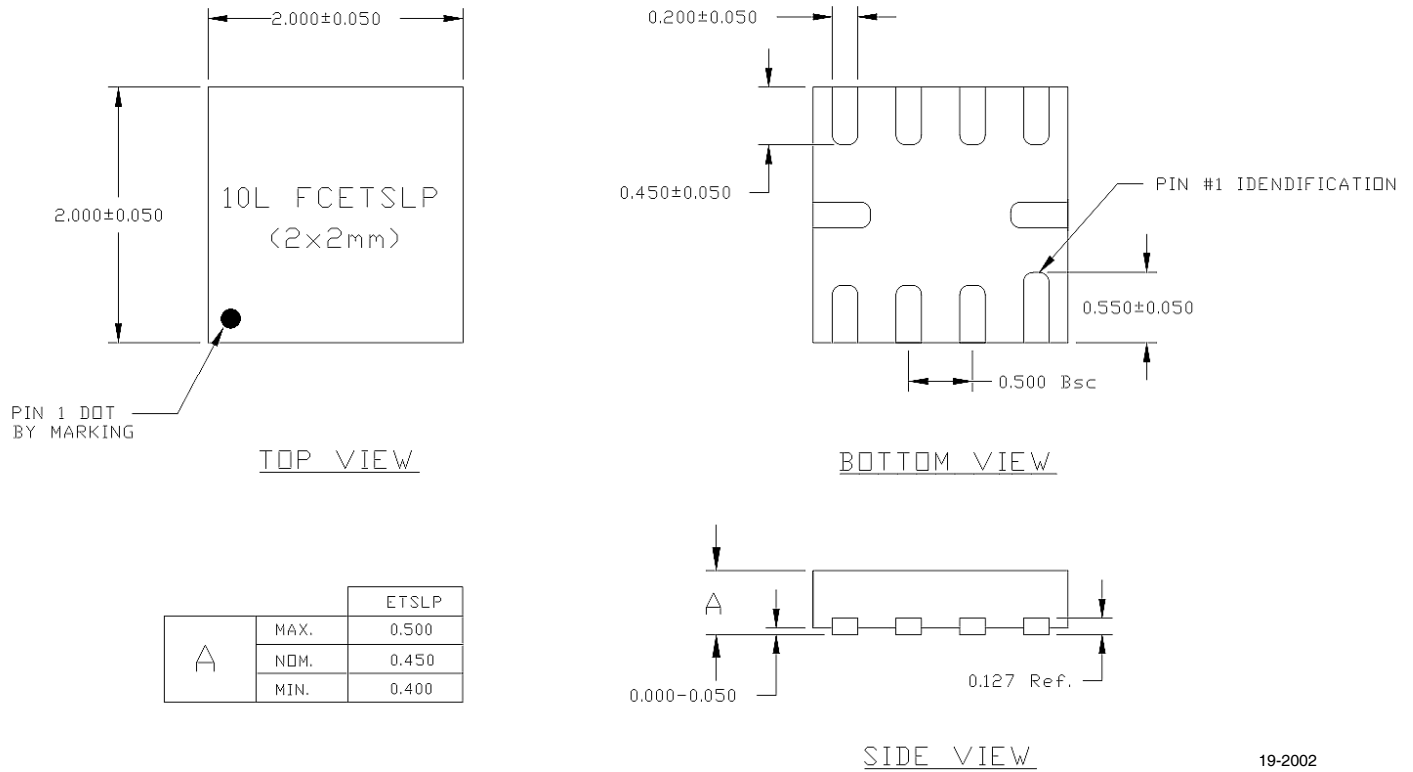 2.000±0.050
2.000±0.050
10L FCETSLP
(2x2mm)
PIN 1 DOT
BY MARKING
TOP VIEW
0.200±0.050
0.450±0.050
PIN #1 IDENDIFICATION
0.550±0.050
0.500 Bsc
BOTTOM VIEW
ETSLP
A
MAX.
0.500
NOM.
0.450
MIN.
0.400
A
0.000-0.050
0.127 Ref.
SIDE VIEW
19-2002